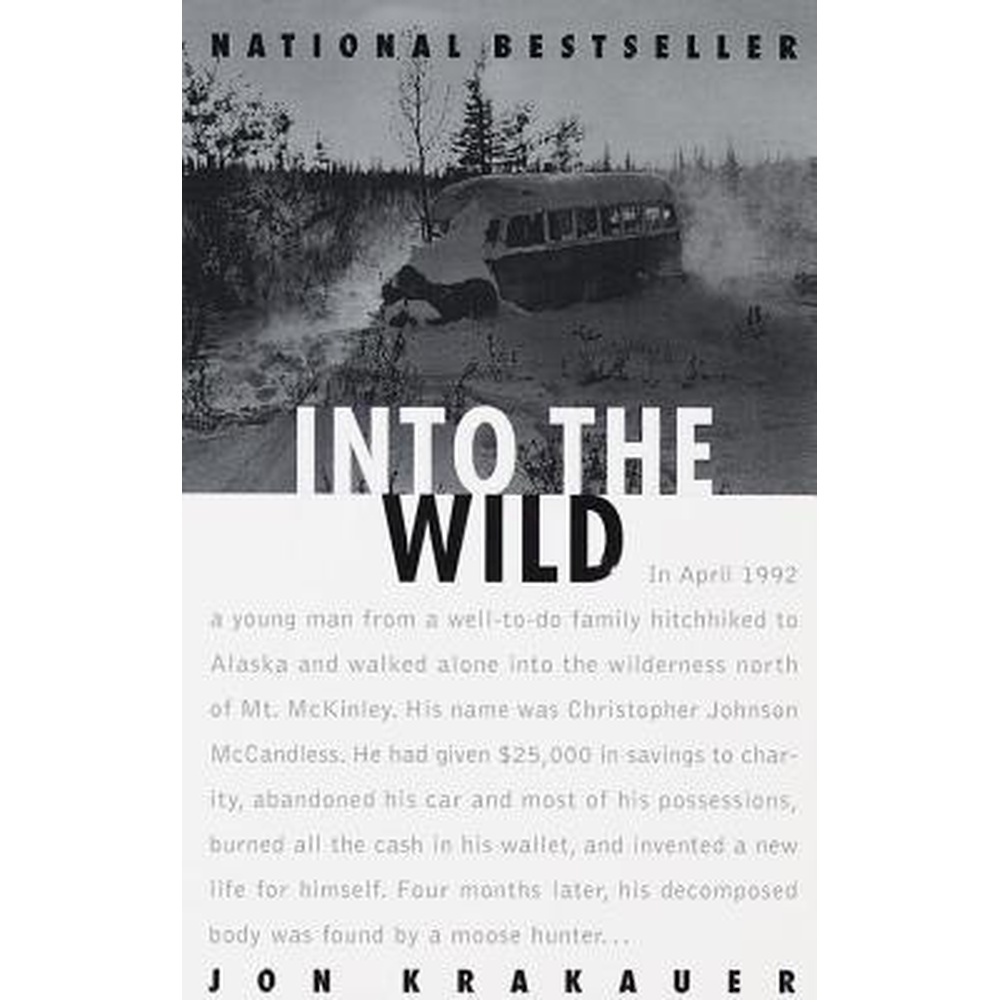 NATIONAL BESTSELLER
INTO THE
WILD
In April 1992
a young man from a well-to-do family hitchhiked to
Alaska and walked alone into the wilderness north
of Mt. McKinley. His name was Christopher Johnson
McCandless. He had given $25,000 in savings to char-
ity, abandoned his car and most of his possessions,
burned all the cash in his wallet, and invented a new
life for himself. Four months later, his decomposed
body was found by a moose hunter...
JON KRAKAUER